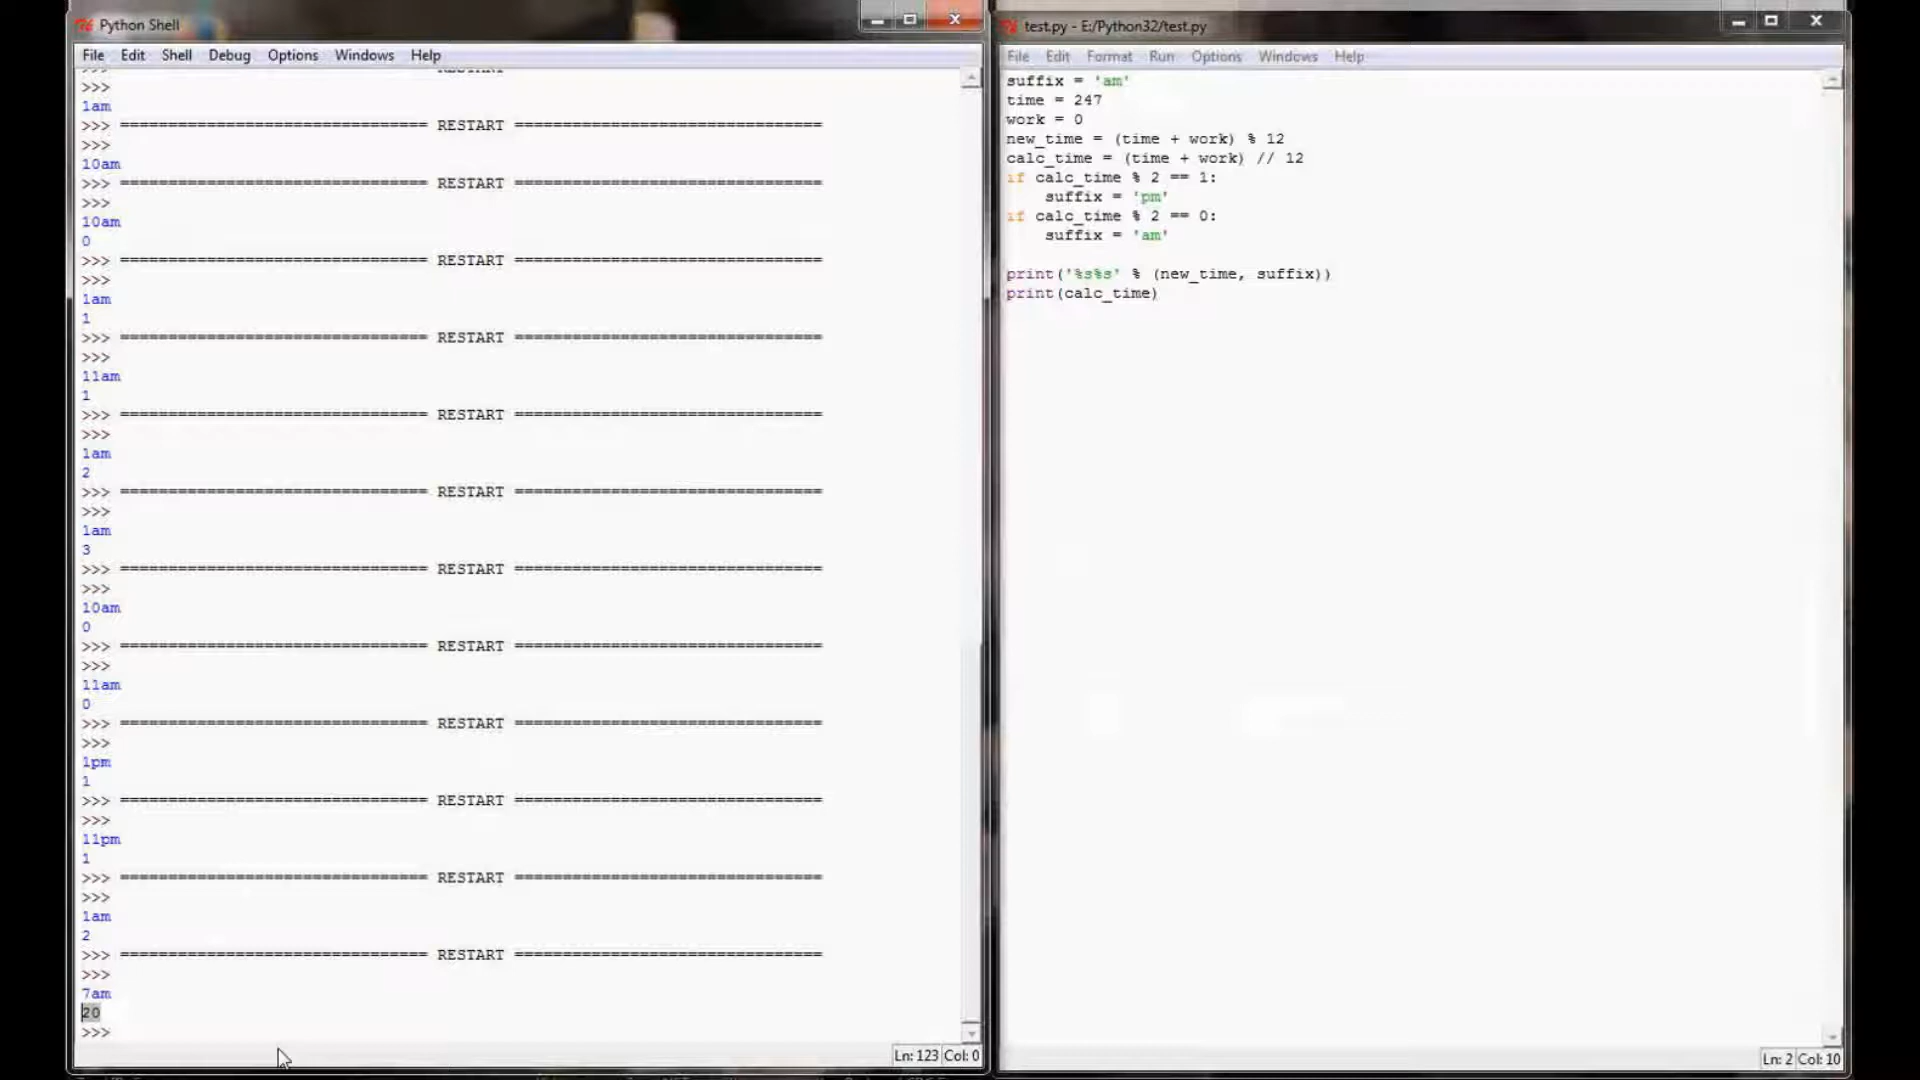 Python Shell
File Edit Shell Debug Options Windows Help
>>> ================================ RESTART ================================
>>>
1am
>>> ================================ RESTART ================================
>>>
10am
>>> ================================ RESTART ================================
>>>
10am
0
>>> ================================ RESTART ================================
>>>
1am
1
>>> ================================ RESTART ================================
>>>
11am
1
>>> ================================ RESTART ================================
>>>
1am
2
>>> ================================ RESTART ================================
>>>
1am
3
>>> ================================ RESTART ================================
>>>
10am
0
>>> ================================ RESTART ================================
>>>
11am
0
>>> ================================ RESTART ================================
>>>
1pm
1
>>> ================================ RESTART ================================
>>>
11pm
1
>>> ================================ RESTART ================================
>>>
1am
2
>>> ================================ RESTART ================================
>>>
7am
20
>>>
Ln: 123 Col: 0
test.py - E:/Python32/test.py
File Edit Format Run Options Windows Help
suffix = 'am'
time = 247
work = 0
new_time = (time + work) % 12
calc_time = (time + work) // 12
if calc_time % 2 == 1:
    suffix = 'pm'
if calc_time % 2 == 0:
    suffix = 'am'
print('%s%s' % (new_time, suffix))
print(calc_time)
Ln: 2 Col: 10